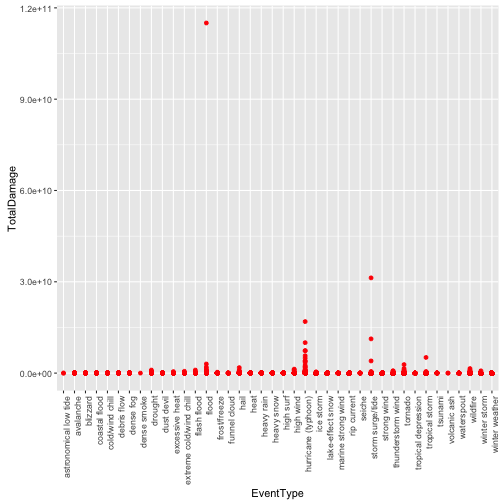 1.2e+11
9.0e+10
6.0e+10
3.0e+10
0.0e+00
TotalDamage
astronomical low tide
avalanche
blizzard
coastal flood
cold/wind chill
debris flow
dense fog
dense smoke
drought
dust devil
excessive heat
extreme cold/wind chill
flash flood
flood
frost/freeze
funnel cloud
hail
heat
heavy rain
heavy snow
high surf
high wind
hurricane (typhoon)
ice storm
lake-effect snow
marine strong wind
rip current
seiche
storm surge/tide
strong wind
thunderstorm wind
tornado
tropical depression
tropical storm
tsunami
volcanic ash
waterspout
wildfire
winter storm
winter weather
EventType